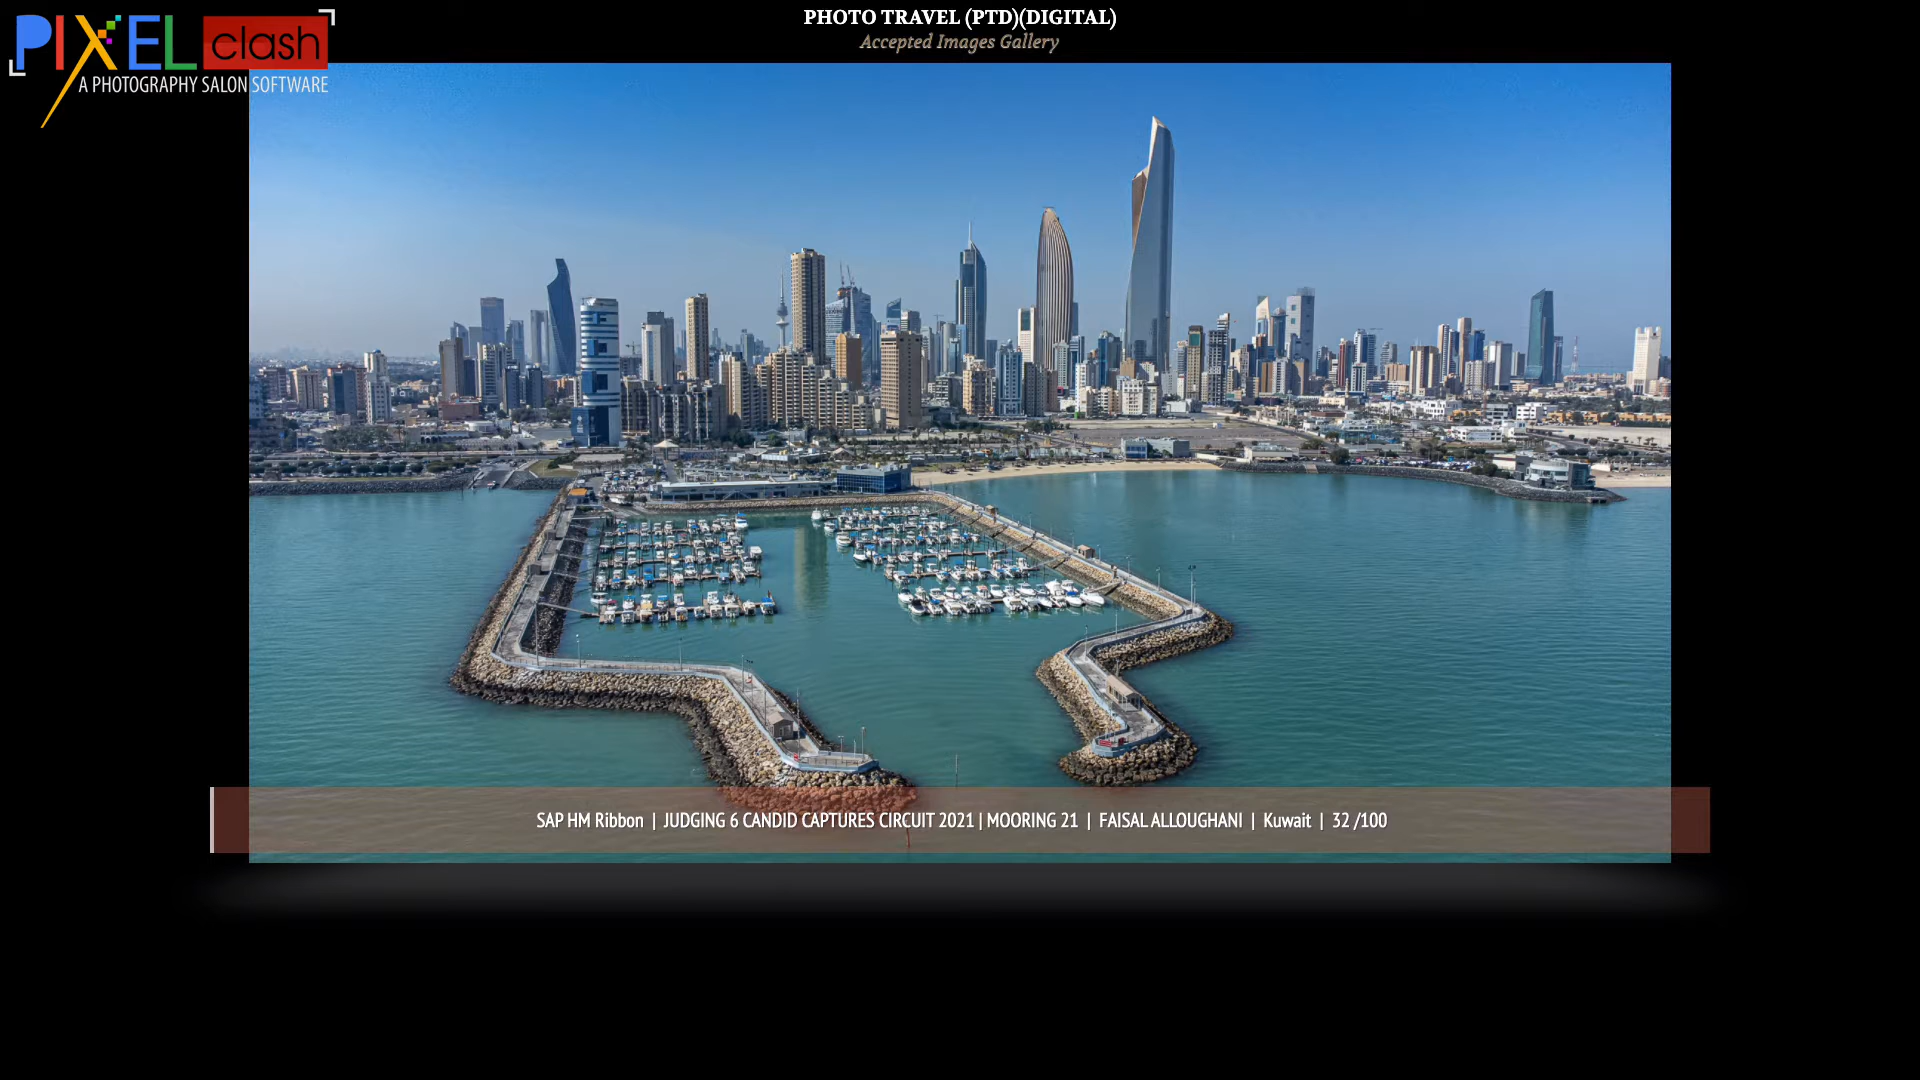 PIXEL clash
A PHOTOGRAPHY SALON SOFTWARE
PHOTO TRAVEL (PTD)(DIGITAL)
Accepted Images Gallery
SAP HM Ribbon | JUDGING 6 CANDID CAPTURES CIRCUIT 2021 | MOORING 21 | FAISAL ALLOUGHANI | Kuwait | 32 /100